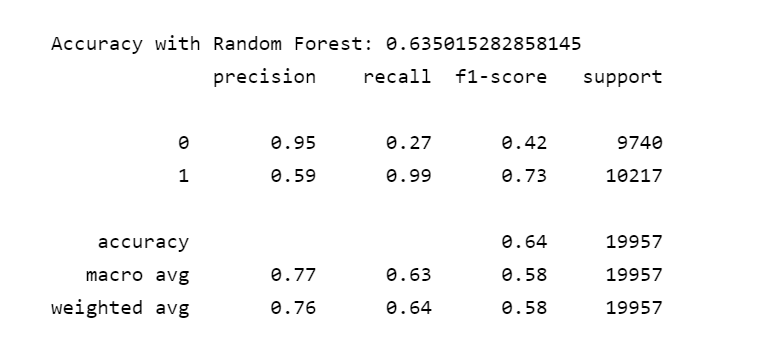 Accuracy with Random Forest: 0.635015282858145
precision recall f1-score support
0 0.95 0.27 0.42 9740
1 0.59 0.99 0.73 10217
accuracy 0.64 19957
macro avg 0.77 0.63 0.58 19957
weighted avg 0.76 0.64 0.58 19957